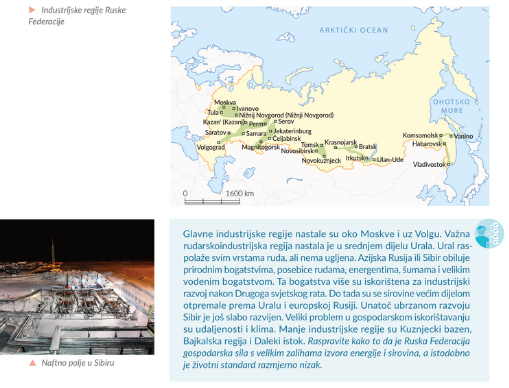 Industrijske regije Ruske
Federacije
ARKTIČKI OCEAN
OHOTSKO
MORE
Moskva
Ivanovo
Tula
Nižnij Novgorod (Nižnji Novgorod)
Kazan' (Kazanj)
Perm
Serov
Jekaterinburg
Saratov
Samara
Čeljabinsk
Volgograd
Magnitogorsk
Tomsk
Krasnojarsk
Bratsk
Novosibirsk
Novokuznjeck
Irkutsk
Ulan-Ude
Komsomolsk
Vanino
Habarovsk
Vladivostok
0 1600 km
Glavne industrijske regije nastale su oko Moskve i uz Volgu. Važna
rudarskoindustrijska regija nastala je u srednjem dijelu Urala. Ural ras-
polaže svim vrstama ruda, ali nema ugljena. Azijska Rusija ili Sibir obiluje
prirodnim bogatstvima, posebice rudama, energentima, šumama i velikim
vodenim bogatstvom. Ta bogatstva više su iskorištena za industrijski
razvoj nakon Drugoga svjetskog rata. Do tada su se sirovine većim dijelom
otpremale prema Uralu i europskoj Rusiji. Unatoč ubrzanom razvoju
Sibir je još slabo razvijen. Veliki problem u gospodarskom iskorištavanju
su udaljenosti i klima. Manje industrijske regije su Kuznjecki bazen,
Bajkalska regija i Daleki istok. Raspravite kako to da je Ruska Federacija
gospodarska sila s velikim zalihama izvora energije i sirovina, a istodobno
je životni standard razmjerno nizak.
Naftno polje u Sibiru